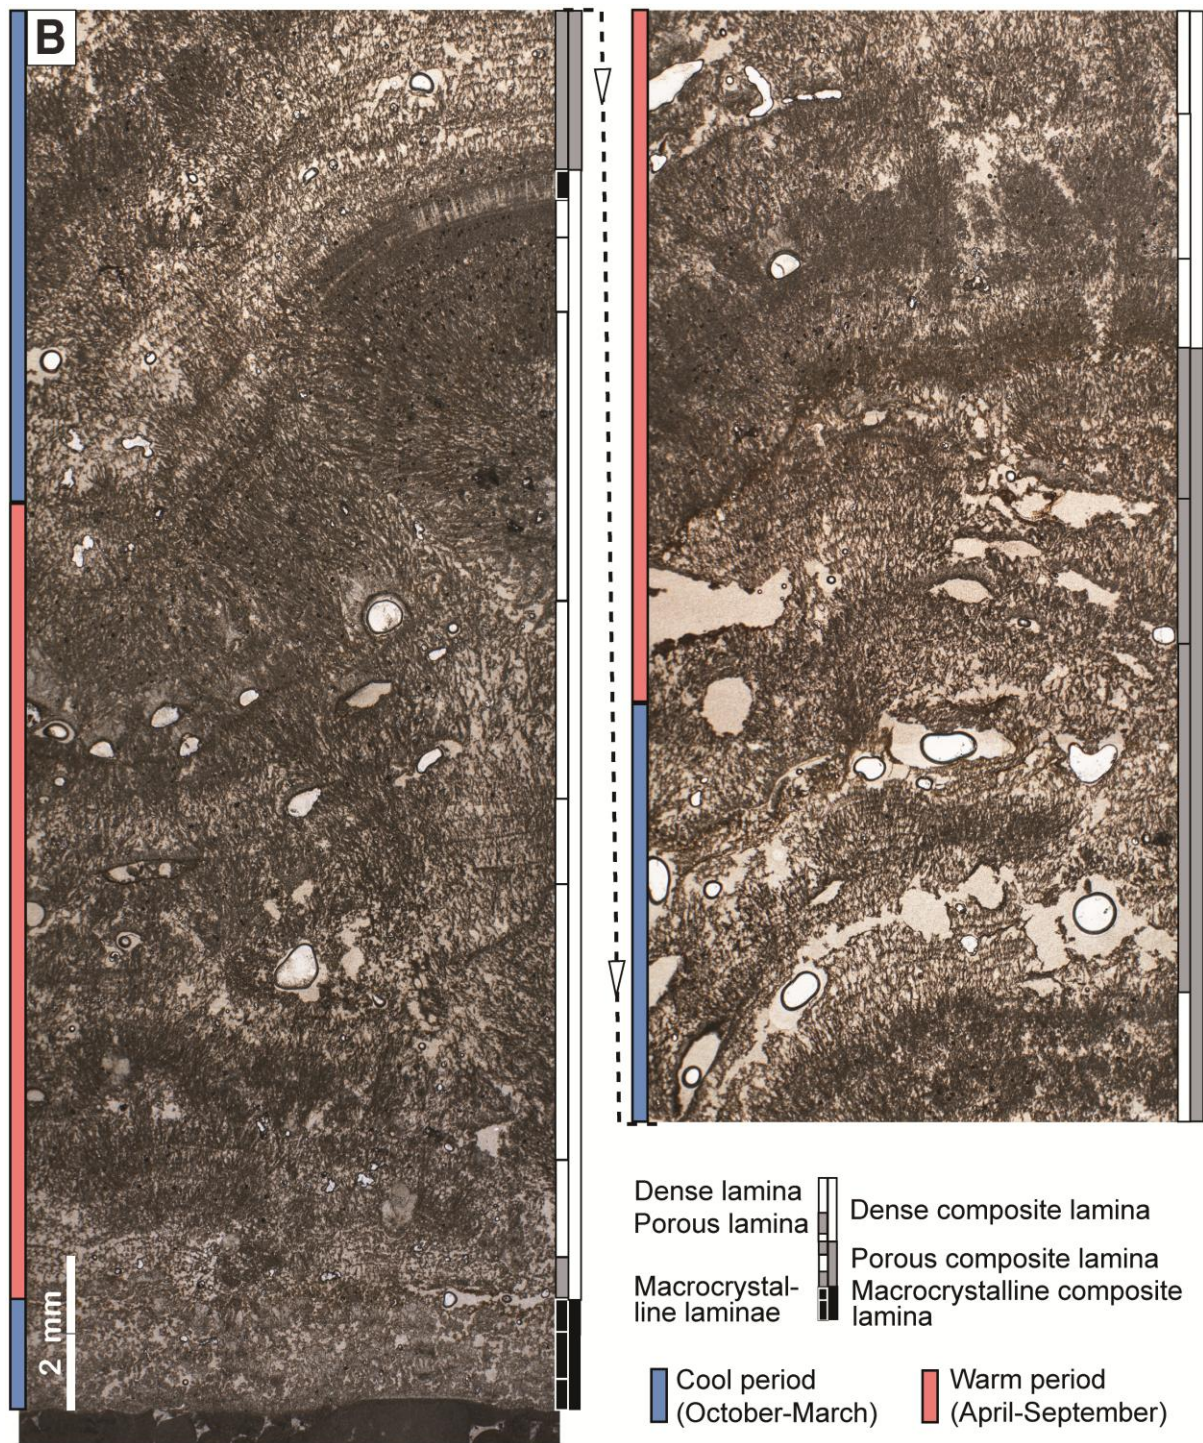 B
2 mm
Dense lamina
Porous lamina
Macrocrystal-
line laminae
Dense composite lamina
Porous composite lamina
Macrocrystalline composite
lamina
Cool period
(October-March)
Warm period
(April-September)